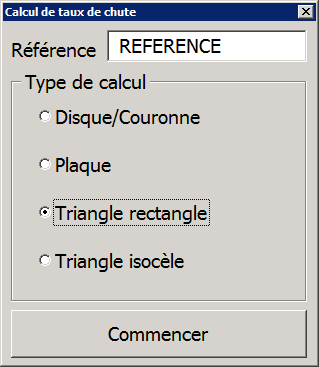 Calcul de taux de chute
Référence REFERENCE
Type de calcul
Disque/Couronne
Plaque
Triangle rectangle
Triangle isocèle
Commencer